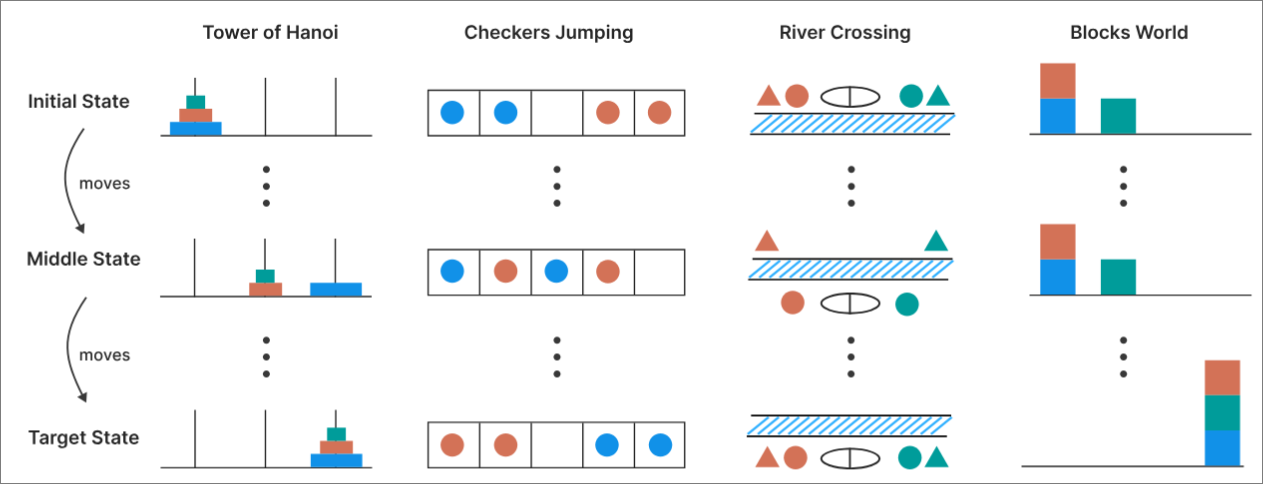 Tower of Hanoi
Checkers Jumping
River Crossing
Blocks World
Initial State
moves
Middle State
moves
Target State